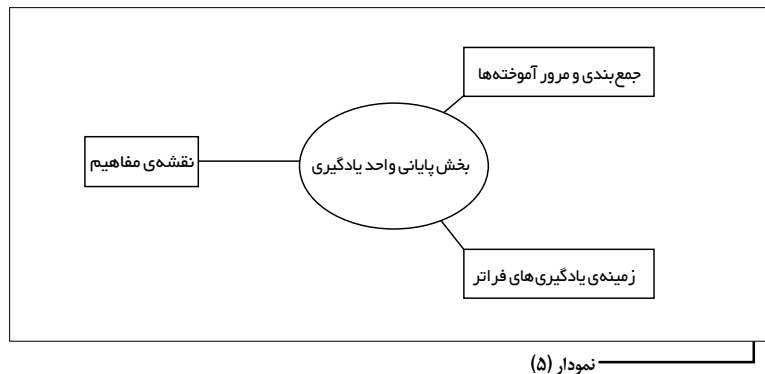 جمع‌بندی و مرور آموخته‌ها
بخش پایانی واحد یادگیری
نقشه‌ی مفاهیم
زمینه‌ی یادگیری‌های فراتر
نمودار (۵)